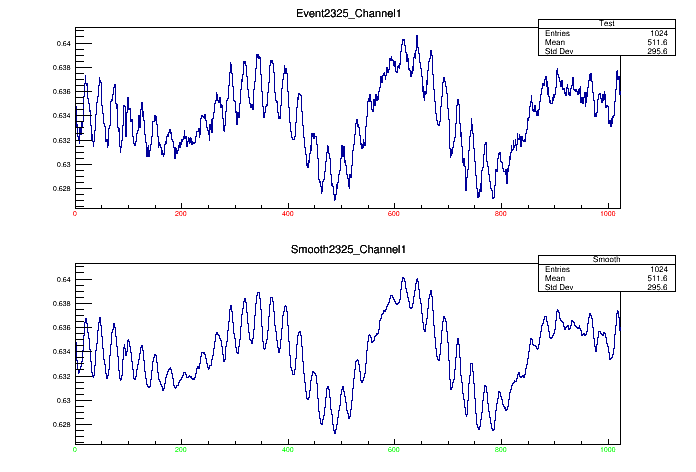 Event2325_Channel1
Test
Entries 1024
Mean 511.6
Std Dev 295.6
0.64
0.638
0.636
0.634
0.632
0.63
0.628
0 200 400 600 800 1000
Smooth2325_Channel1
Smooth
Entries 1024
Mean 511.6
Std Dev 295.6
0.64
0.638
0.636
0.634
0.632
0.63
0.628
0 200 400 600 800 1000